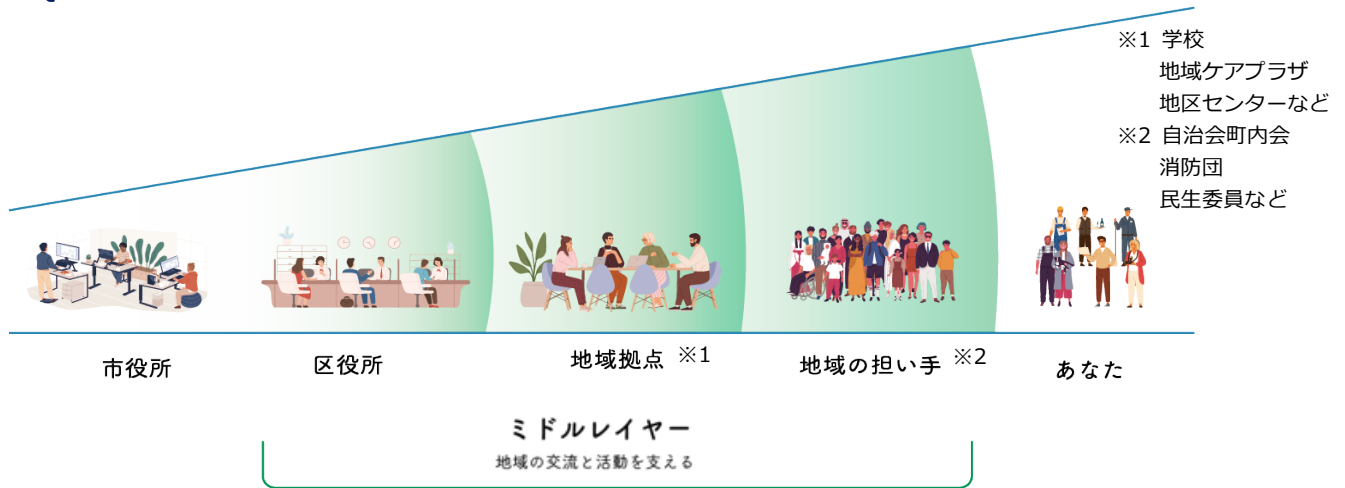 ※1 学校
地域ケアプラザ
地区センターなど
※2 自治会町内会
消防団
民生委員など
市役所
区役所
地域拠点 ※1
地域の担い手 ※2
あなた
ミドルレイヤー
地域の交流と活動を支える